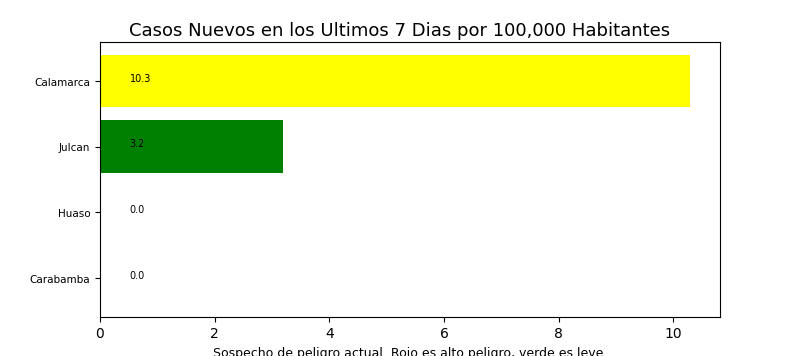 Casos Nuevos en los Ultimos 7 Dias por 100,000 Habitantes
Calamarca 10.3
Julcan 3.2
Huaso 0.0
Carabamba 0.0
0 2 4 6 8 10
Sospecho de peligro actual. Rojo es alto peligro, verde es leve